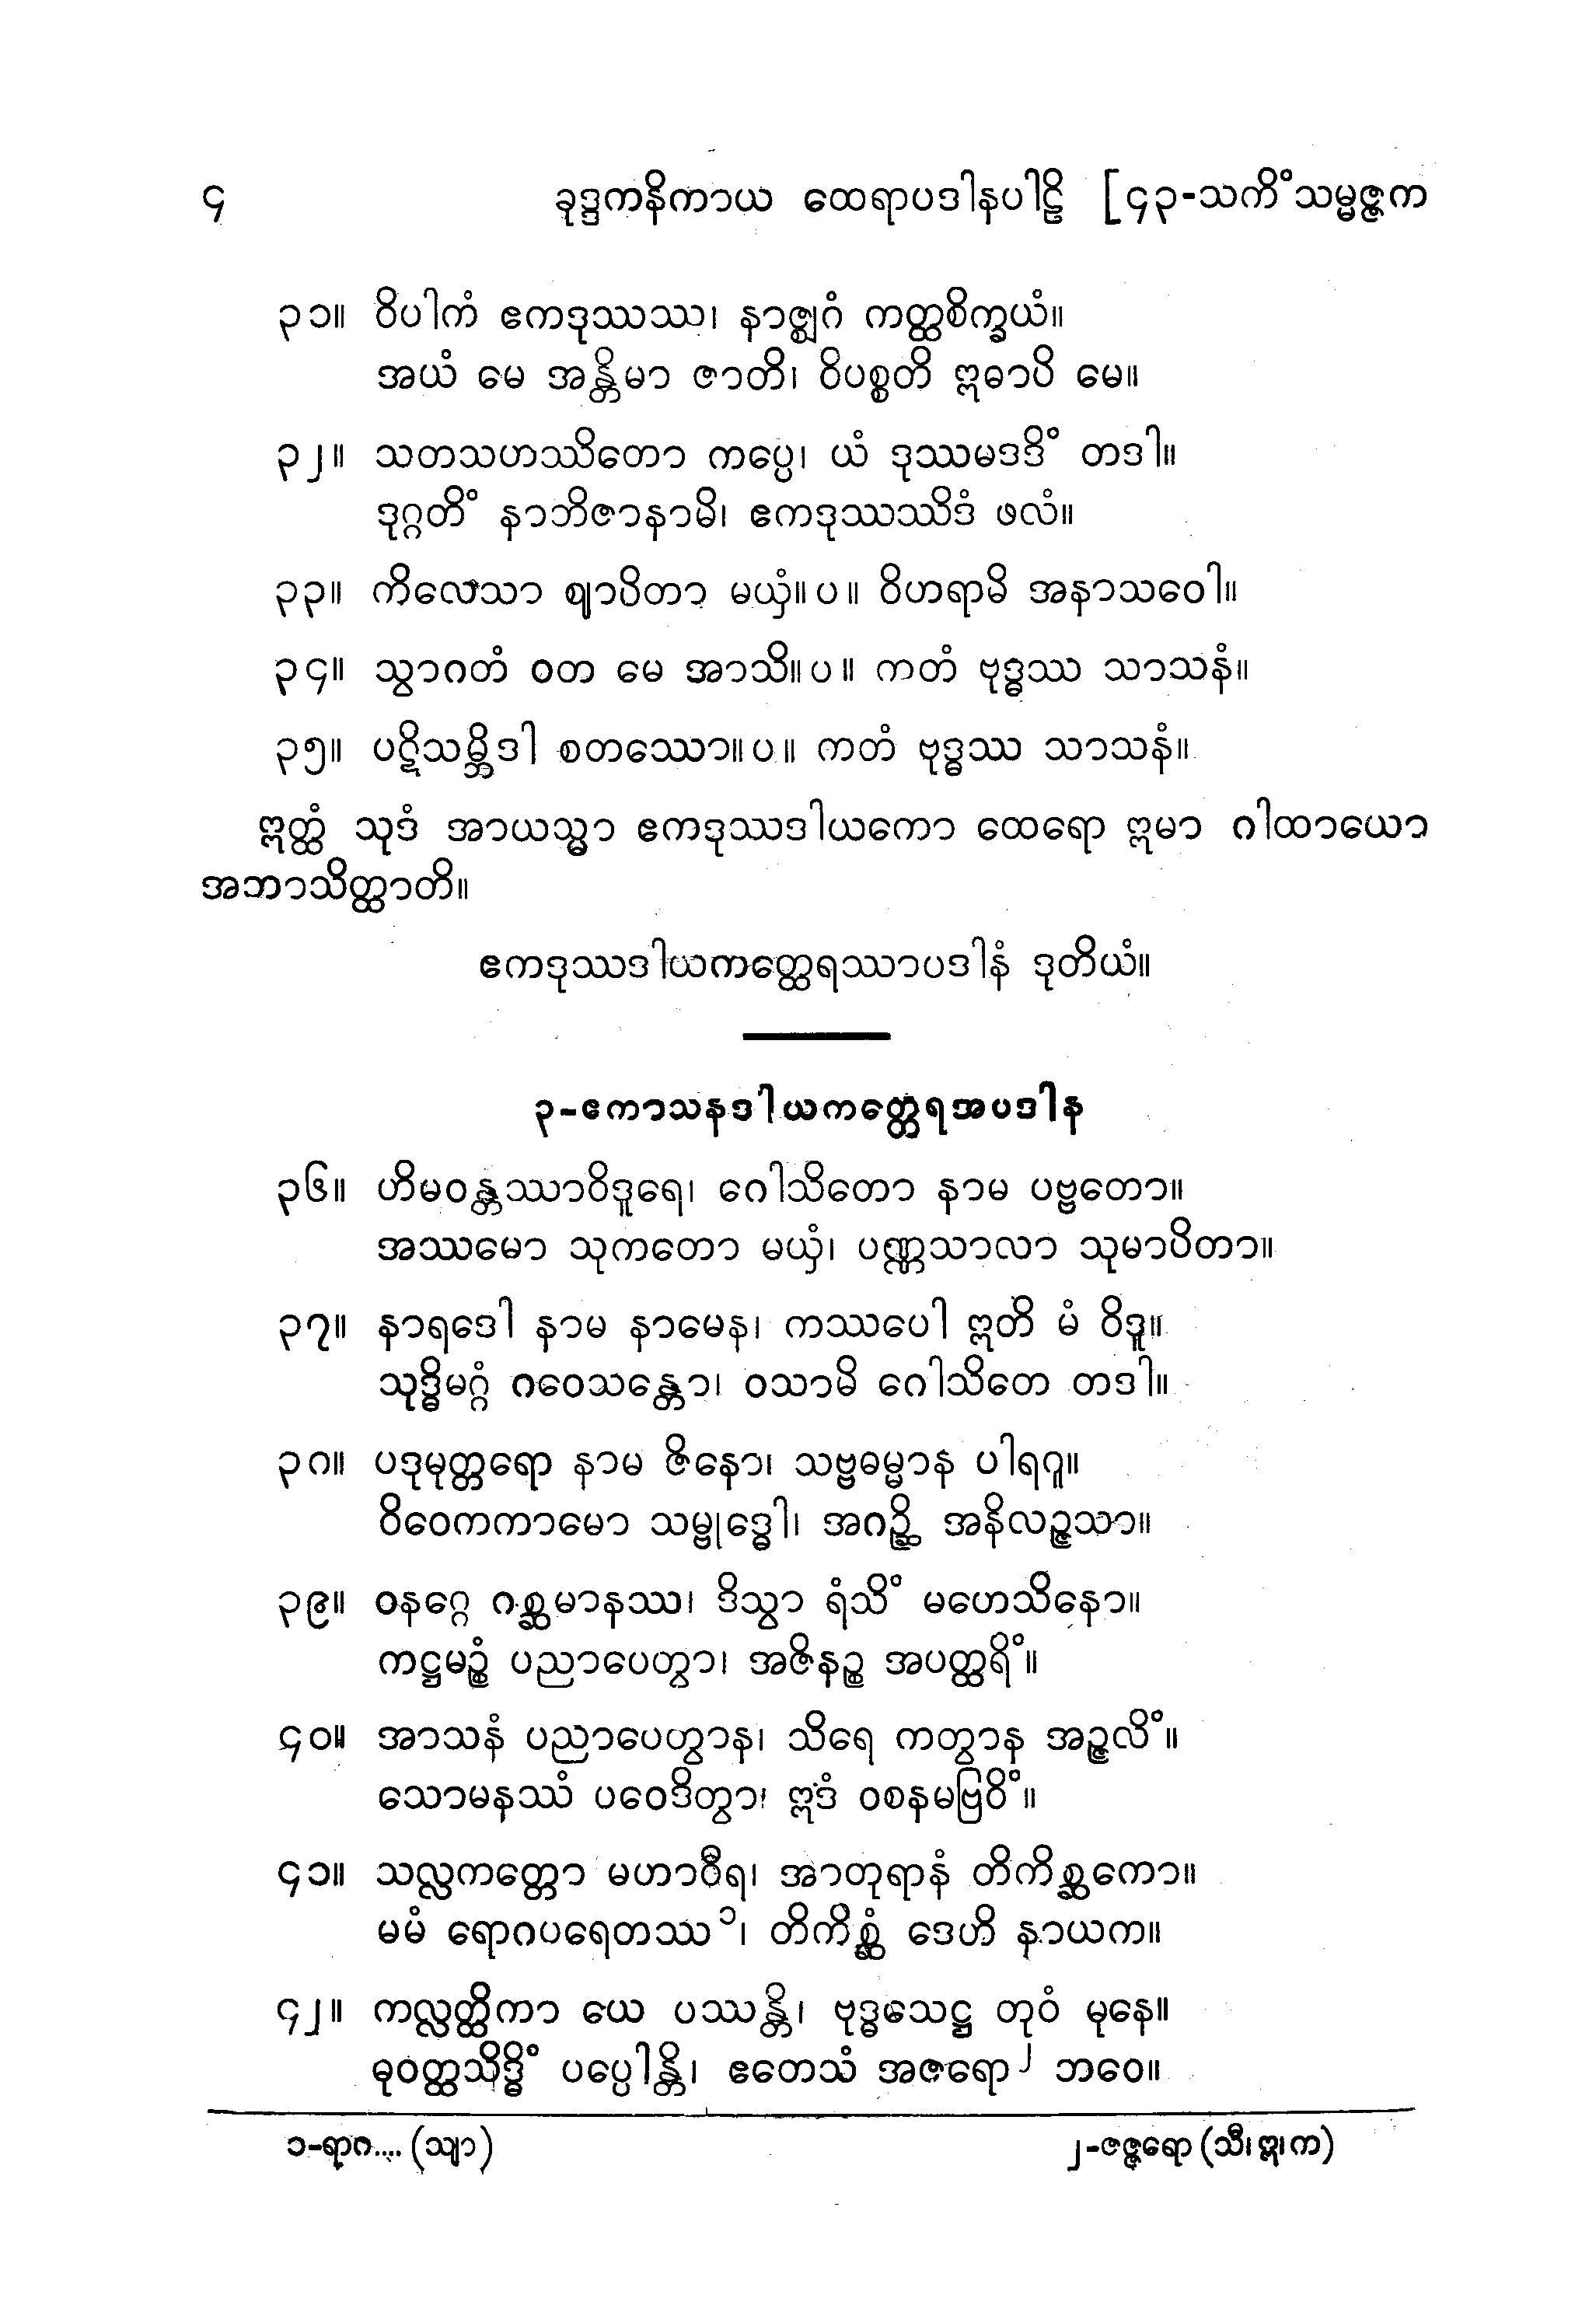 ၄ ခုဒ္ဒကနိကာယ ထေရာပဒါနပါဠိ [၄၃-သကိံသမ္မဇ္ဇက
၃၁။ ဝိပါကံ ဧကဒုဿဿ၊ နာဇ္ဈဂံ ကတ္ထစိက္ခယံ။
အယံ မေ အန္တိမာ ဇာတိ၊ ဝိပစ္စတိ ဣဓာပိ မေ။
၃၂။ သတသဟဿိတော ကပ္ပေ၊ ယံ ဒုဿမဒဒိံ တဒါ။
ဒုဂ္ဂတိံ နာဘိဇာနာမိ၊ ဧကဒုဿဿိဒံ ဖလံ။
၃၃။ ကိလေသာ ဈာပိတာ မယှံ။ပ။ ဝိဟရာမိ အနာသဝေါ။
၃၄။ သွာဂတံ ဝတ မေ အာသိ။ပ။ ကတံ ဗုဒ္ဓဿ သာသနံ။
၃၅။ ပဋိသမ္ဘိဒါ စတဿော။ပ။ ကတံ ဗုဒ္ဓဿ သာသနံ။
ဣတ္ထံ သုဒံ အာယသ္မာ ဧကဒုဿဒါယကော ထေရော ဣမာ ဂါထာယော
အဘာသိတ္ထာတိ။
ဧကဒုဿဒါယကတ္ထေရဿာပဒါနံ ဒုတိယံ။
၃-ဧကာသနဒါယကတ္ထေရအပဒါန
၃၆။ ဟိမဝန္တဿာဝိဒူရေ၊ ဂေါသိတော နာမ ပဗ္ဗတော။
အဿမော သုကတော မယှံ၊ ပဏ္ဏသာလာ သုမာပိတာ။
၃၇။ နာရဒေါ နာမ နာမေန၊ ကဿပေါ ဣတိ မံ ဝိဒူ။
သုဒ္ဓိမဂ္ဂံ ဂဝေသန္တော၊ ဝသာမိ ဂေါသိတေ တဒါ။
၃၈။ ပဒုမုတ္တရော နာမ ဇိနော၊ သဗ္ဗဓမ္မာန ပါရဂူ။
ဝိဝေကကာမော သမ္ဗုဒ္ဓေါ၊ အဂဉ္ဆိ အနိလဉ္ဇသာ။
၃၉။ ဝနဂ္ဂေ ဂစ္ဆမာနဿ၊ ဒိသွာ ရံသိံ မဟေသိနော။
ကဋ္ဌမဉ္စံ ပညာပေတွာ၊ အဇိနဉ္စ အပတ္ထရိံ။
၄၀။ အာသနံ ပညာပေတွာန၊ သိရေ ကတွာန အဉ္ဇလိံ။
သောမနဿံ ပဝေဒိတွာ၊ ဣဒံ ဝစနမဗြဝိံ။
၄၁။ သလ္လကတ္တော မဟာဝီရ၊ အာတုရာနံ တိကိစ္ဆကော။
မမံ ရောဂပရေတဿ၁၊ တိကိစ္ဆံ ဒေဟိ နာယက။
၄၂။ ကလ္လတ္ထိကာ ယေ ပဿန္တိ၊ ဗုဒ္ဓသေဋ္ဌ တုဝံ မုနေ။
ဓုဝတ္ထသိဒ္ဓိံ ပပ္ပေါန္တိ၊ ဧတေသံ အဇရော၂ ဘဝေ။
၁-ရာဂ.... (သျာ) ၂-ဇဇ္ဇရော (သီ၊ ဣ၊ က)